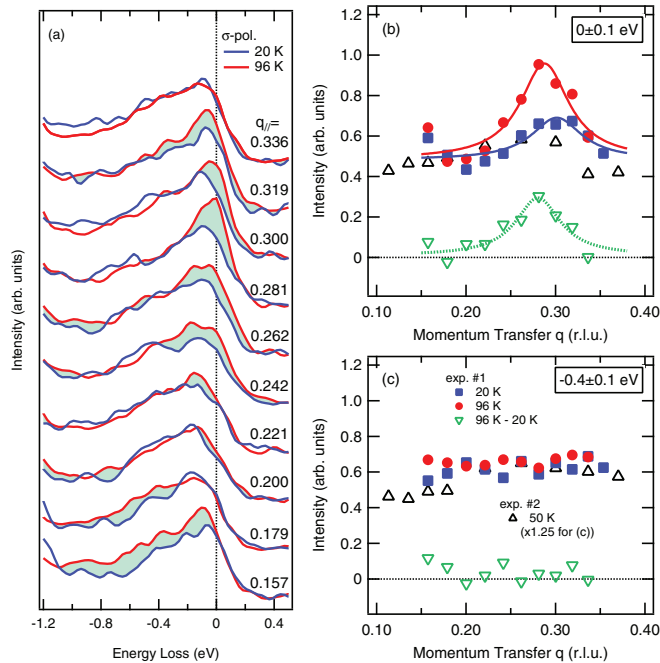 (a)
σ-pol.
20 K
96 K
q//=
0.336
0.319
0.300
0.281
0.262
0.242
0.221
0.200
0.179
0.157
Intensity (arb. units)
-1.2
-0.8
-0.4
0
0.4
Energy Loss (eV)
(b)
0±0.1 eV
1.2
1.0
0.8
0.6
0.4
0.2
0
Intensity (arb. units)
0.10
0.20
0.30
0.40
Momentum Transfer q (r.l.u.)
(c)
-0.4±0.1 eV
exp. #1
20 K
96 K
96 K - 20 K
exp. #2
50 K
(x1.25 for (c))
1.2
1.0
0.8
0.6
0.4
0.2
0
Intensity (arb. units)
0.10
0.20
0.30
0.40
Momentum Transfer q (r.l.u.)